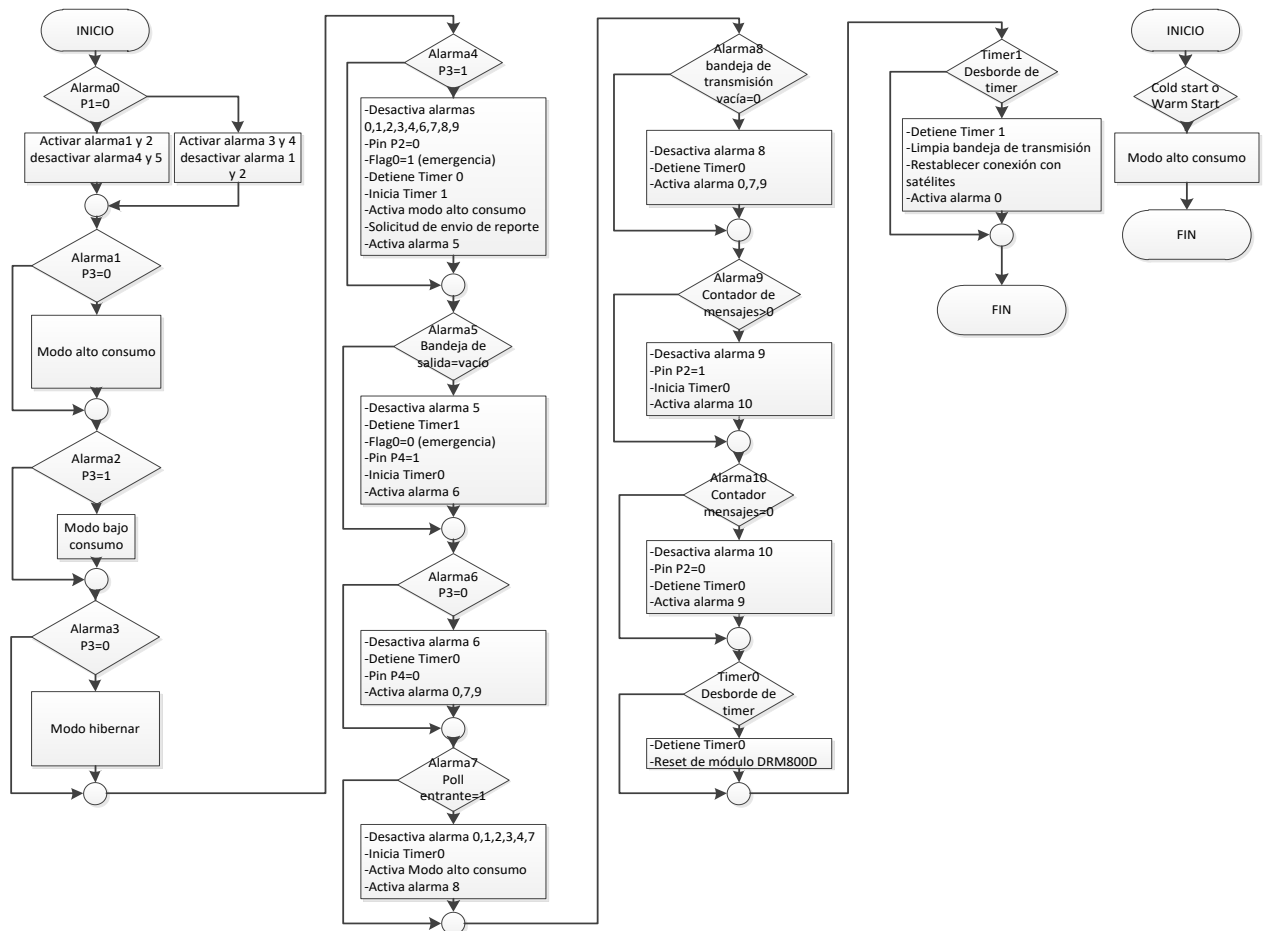 INICIO
Alarma0
P1=0
Activar alarma1 y 2
desactivar alarma4 y 5
Activar alarma 3 y 4
desactivar alarma 1
y 2
Alarma1
P3=0
Modo alto consumo
Alarma2
P3=1
Modo bajo
consumo
Alarma3
P3=0
Modo hibernar
Alarma4
P3=1
-Desactiva alarmas
0,1,2,3,4,6,7,8,9
-Pin P2=0
-Flag0=1 (emergencia)
-Detiene Timer 0
-Inicia Timer 1
-Activa modo alto consumo
-Solicitud de envio de reporte
-Activa alarma 5
Alarma5
Bandeja de
salida=vacío
-Desactiva alarma 5
-Detiene Timer1
-Flag0=0 (emergencia)
-Pin P4=1
-Inicia Timer0
-Activa alarma 6
Alarma6
P3=0
-Desactiva alarma 6
-Detiene Timer0
-Pin P4=0
-Activa alarma 0,7,9
Alarma7
Poll
entrante=1
-Desactiva alarma 0,1,2,3,4,7
-Inicia Timer0
-Activa Modo alto consumo
-Activa alarma 8
Alarma8
bandeja de
transmisión
vacía=0
-Desactiva alarma 8
-Detiene Timer0
-Activa alarma 0,7,9
Alarma9
Contador de
mensajes>0
-Desactiva alarma 9
-Pin P2=1
-Inicia Timer0
-Activa alarma 10
Alarma10
Contador
mensajes=0
-Desactiva alarma 10
-Pin P2=0
-Detiene Timer0
-Activa alarma 9
Timer0
Desborde de
timer
-Detiene Timer0
-Reset de módulo DRM800D
Timer1
Desborde de
timer
-Detiene Timer 1
-Limpia bandeja de transmisión
-Restablecer conexión con
satélites
-Activa alarma 0
FIN
INICIO
Cold start o
Warm Start
Modo alto consumo
FIN